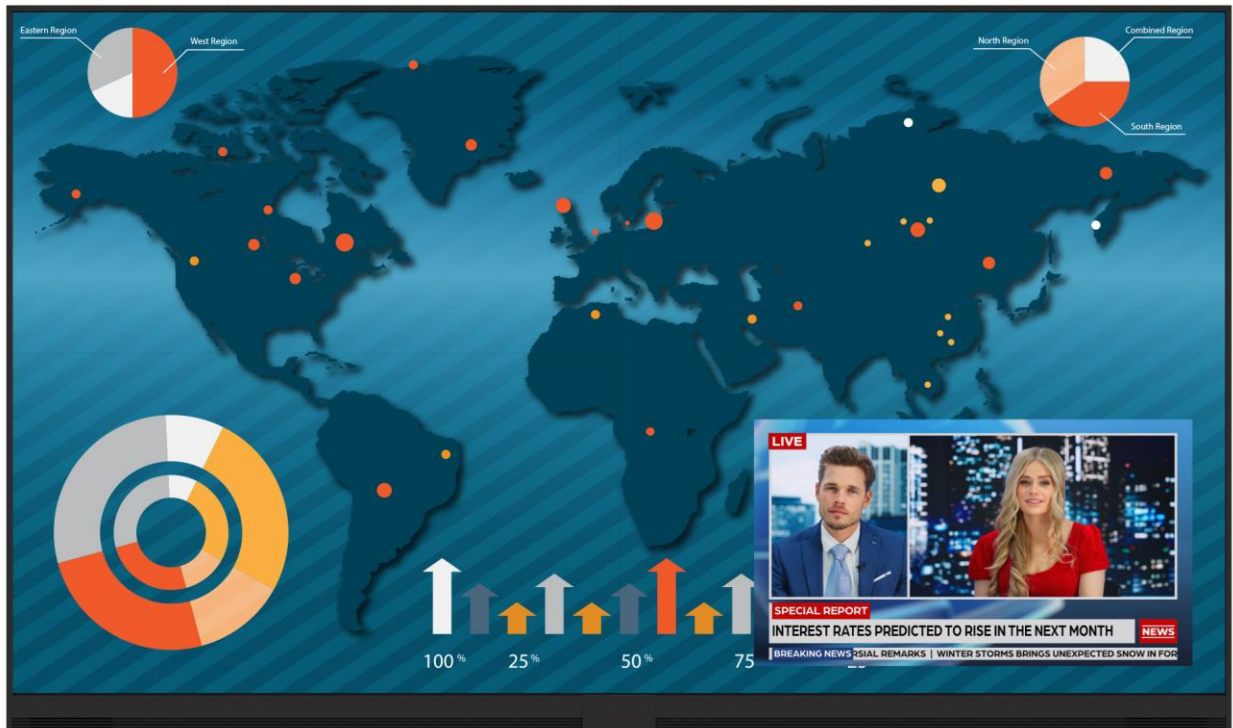 Eastern Region
West Region
North Region
Combined Region
South Region
LIVE
SPECIAL REPORT
INTEREST RATES PREDICTED TO RISE IN THE NEXT MONTH
NEWS
BREAKING NEWS RSIAL REMARKS | WINTER STORMS BRINGS UNEXPECTED SNOW IN FOR
100 % 25 % 50 % 75